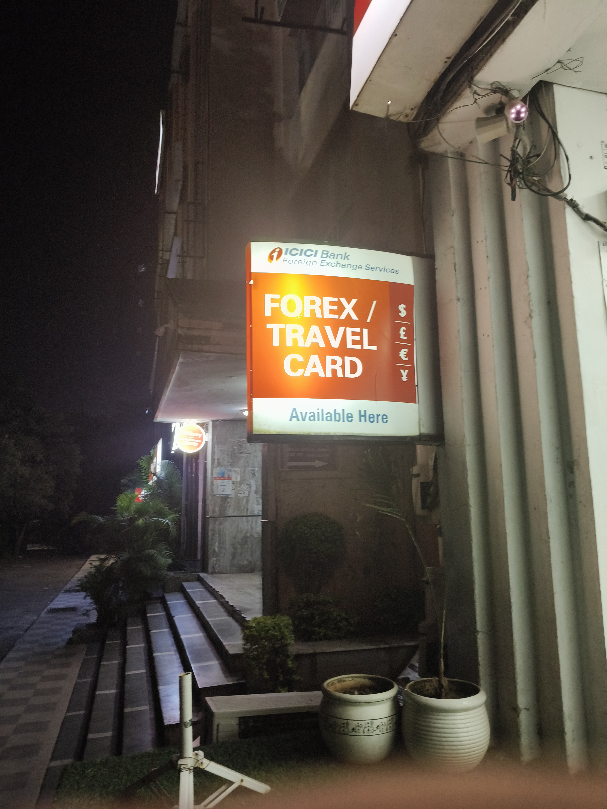 ICICI Bank
Foreign Exchange Services
FOREX /
TRAVEL
CARD
$
£
€
¥
Available Here